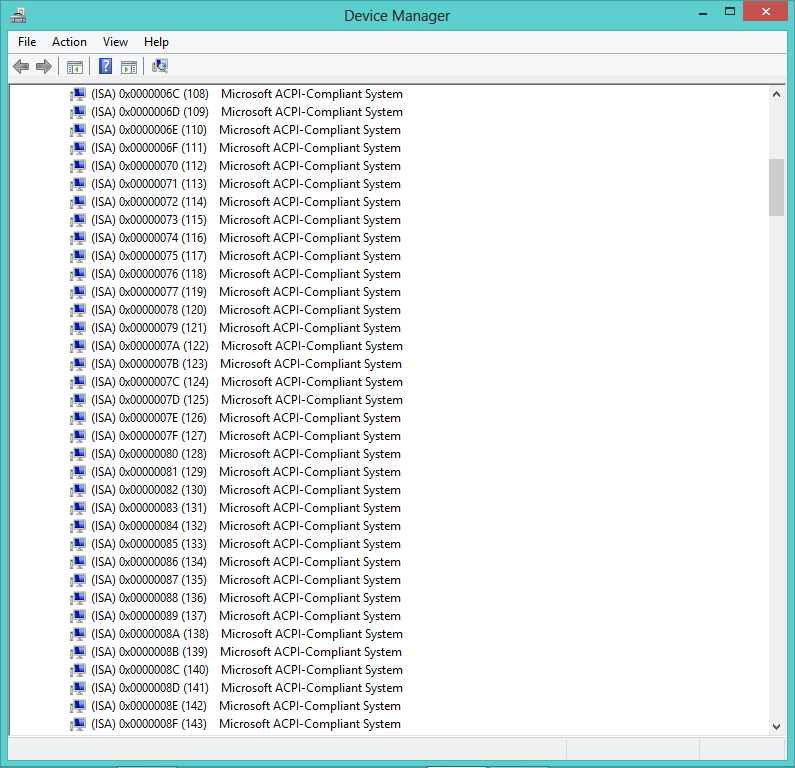 Device Manager
File Action View Help
(ISA) 0x0000006C (108) Microsoft ACPI-Compliant System
(ISA) 0x0000006D (109) Microsoft ACPI-Compliant System
(ISA) 0x0000006E (110) Microsoft ACPI-Compliant System
(ISA) 0x0000006F (111) Microsoft ACPI-Compliant System
(ISA) 0x00000070 (112) Microsoft ACPI-Compliant System
(ISA) 0x00000071 (113) Microsoft ACPI-Compliant System
(ISA) 0x00000072 (114) Microsoft ACPI-Compliant System
(ISA) 0x00000073 (115) Microsoft ACPI-Compliant System
(ISA) 0x00000074 (116) Microsoft ACPI-Compliant System
(ISA) 0x00000075 (117) Microsoft ACPI-Compliant System
(ISA) 0x00000076 (118) Microsoft ACPI-Compliant System
(ISA) 0x00000077 (119) Microsoft ACPI-Compliant System
(ISA) 0x00000078 (120) Microsoft ACPI-Compliant System
(ISA) 0x00000079 (121) Microsoft ACPI-Compliant System
(ISA) 0x0000007A (122) Microsoft ACPI-Compliant System
(ISA) 0x0000007B (123) Microsoft ACPI-Compliant System
(ISA) 0x0000007C (124) Microsoft ACPI-Compliant System
(ISA) 0x0000007D (125) Microsoft ACPI-Compliant System
(ISA) 0x0000007E (126) Microsoft ACPI-Compliant System
(ISA) 0x0000007F (127) Microsoft ACPI-Compliant System
(ISA) 0x00000080 (128) Microsoft ACPI-Compliant System
(ISA) 0x00000081 (129) Microsoft ACPI-Compliant System
(ISA) 0x00000082 (130) Microsoft ACPI-Compliant System
(ISA) 0x00000083 (131) Microsoft ACPI-Compliant System
(ISA) 0x00000084 (132) Microsoft ACPI-Compliant System
(ISA) 0x00000085 (133) Microsoft ACPI-Compliant System
(ISA) 0x00000086 (134) Microsoft ACPI-Compliant System
(ISA) 0x00000087 (135) Microsoft ACPI-Compliant System
(ISA) 0x00000088 (136) Microsoft ACPI-Compliant System
(ISA) 0x00000089 (137) Microsoft ACPI-Compliant System
(ISA) 0x0000008A (138) Microsoft ACPI-Compliant System
(ISA) 0x0000008B (139) Microsoft ACPI-Compliant System
(ISA) 0x0000008C (140) Microsoft ACPI-Compliant System
(ISA) 0x0000008D (141) Microsoft ACPI-Compliant System
(ISA) 0x0000008E (142) Microsoft ACPI-Compliant System
(ISA) 0x0000008F (143) Microsoft ACPI-Compliant System